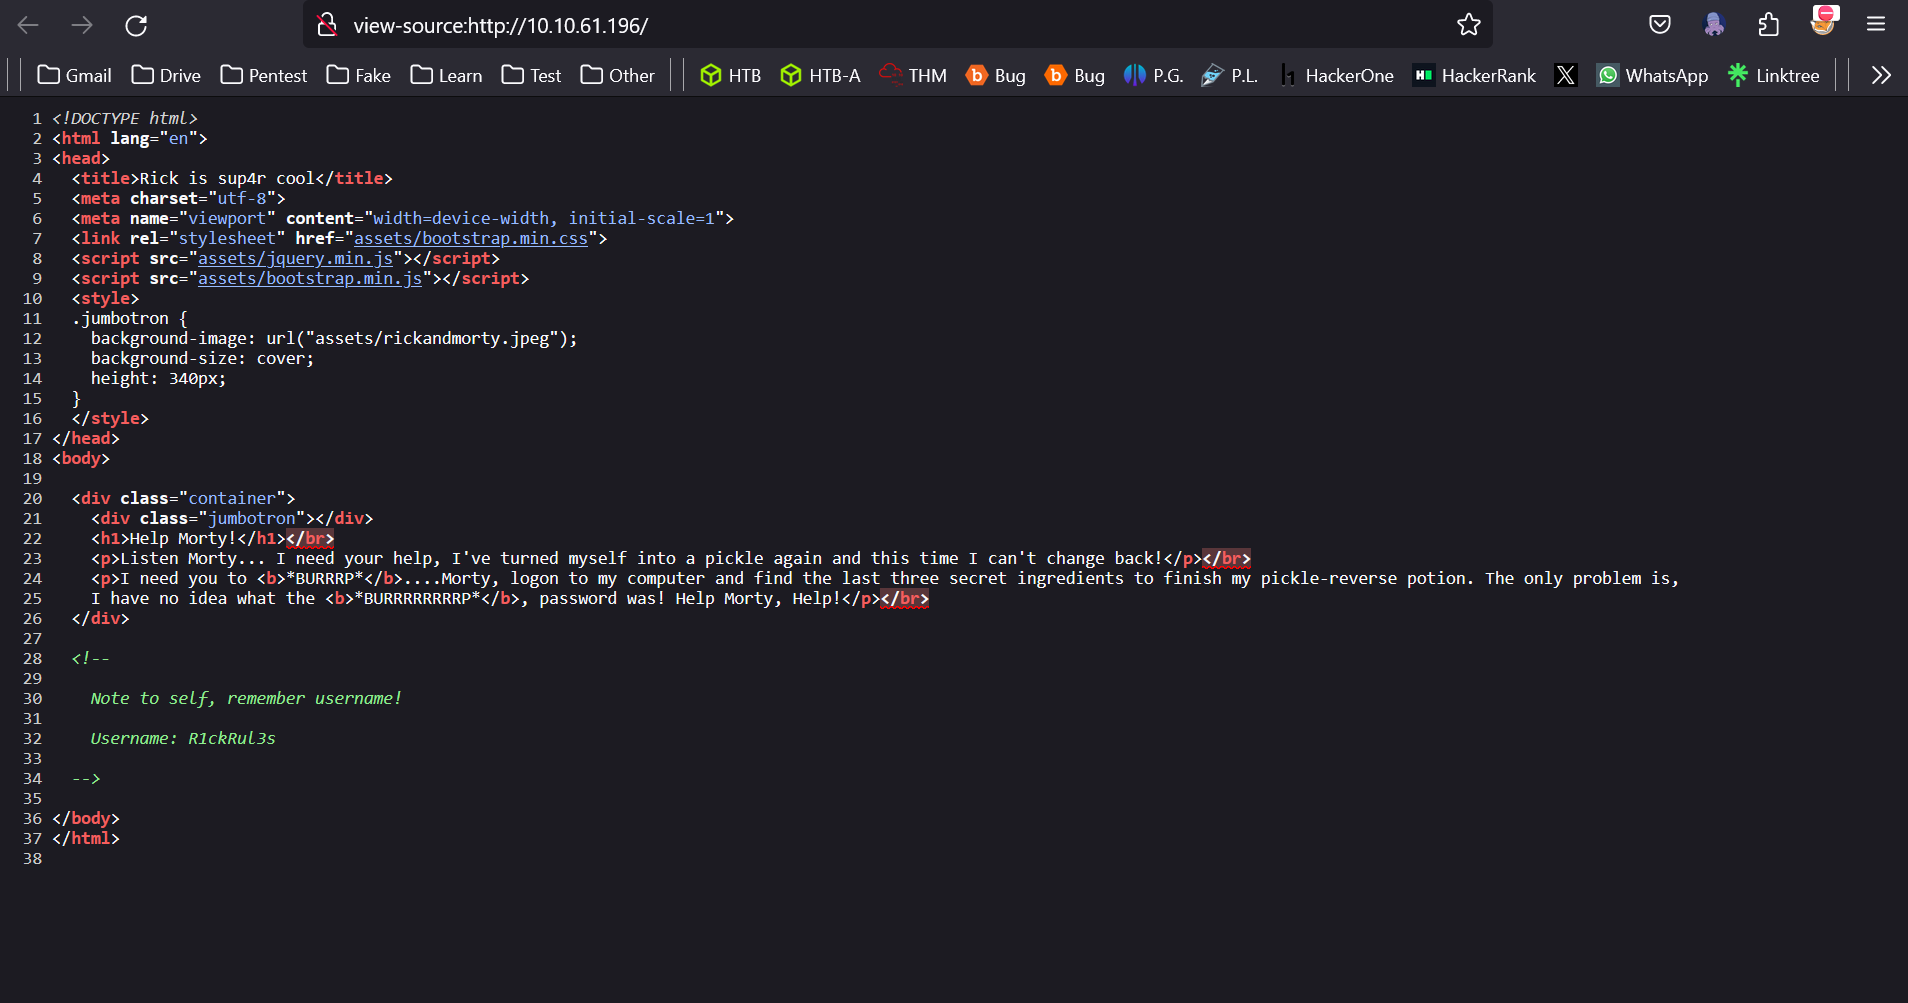 view-source:http://10.10.61.196/
Gmail Drive Pentest Fake Learn Test Other HTB HTB-A THM Bug Bug P.G. P.L. HackerOne HackerRank WhatsApp Linktree
1 <!DOCTYPE html>
2 <html lang="en">
3 <head>
4   <title>Rick is sup4r cool</title>
5   <meta charset="utf-8">
6   <meta name="viewport" content="width=device-width, initial-scale=1">
7   <link rel="stylesheet" href="assets/bootstrap.min.css">
8   <script src="assets/jquery.min.js"></script>
9   <script src="assets/bootstrap.min.js"></script>
10   <style>
11   .jumbotron {
12     background-image: url("assets/rickandmorty.jpeg");
13     background-size: cover;
14     height: 340px;
15   }
16   </style>
17 </head>
18 <body>
19
20   <div class="container">
21     <div class="jumbotron"></div>
22     <h1>Help Morty!</h1></br>
23     <p>Listen Morty... I need your help, I've turned myself into a pickle again and this time I can't change back!</p></br>
24     <p>I need you to <b>*BURRRP*</b>....Morty, logon to my computer and find the last three secret ingredients to finish my pickle-reverse potion. The only problem is,
25     I have no idea what the <b>*BURRRRRRRRP*</b>, password was! Help Morty, Help!</p></br>
26   </div>
27
28   <!--
29
30     Note to self, remember username!
31
32     Username: R1ckRul3s
33
34   -->
35
36 </body>
37 </html>
38